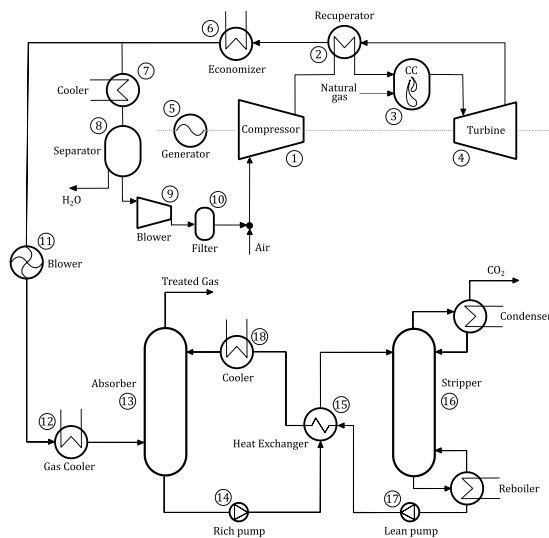 Recuperator
6
2
7
Economizer
Cooler
CC
Natural
gas
5
3
8
Compressor
Turbine
Separator
Generator
1
4
H₂O
9
10
Blower
Filter
Air
11
Blower
CO₂
Treated Gas
Condenser
18
Absorber
13
Cooler
Stripper
16
15
12
Heat Exchanger
Gas Cooler
14
17
Reboiler
Rich pump
Lean pump